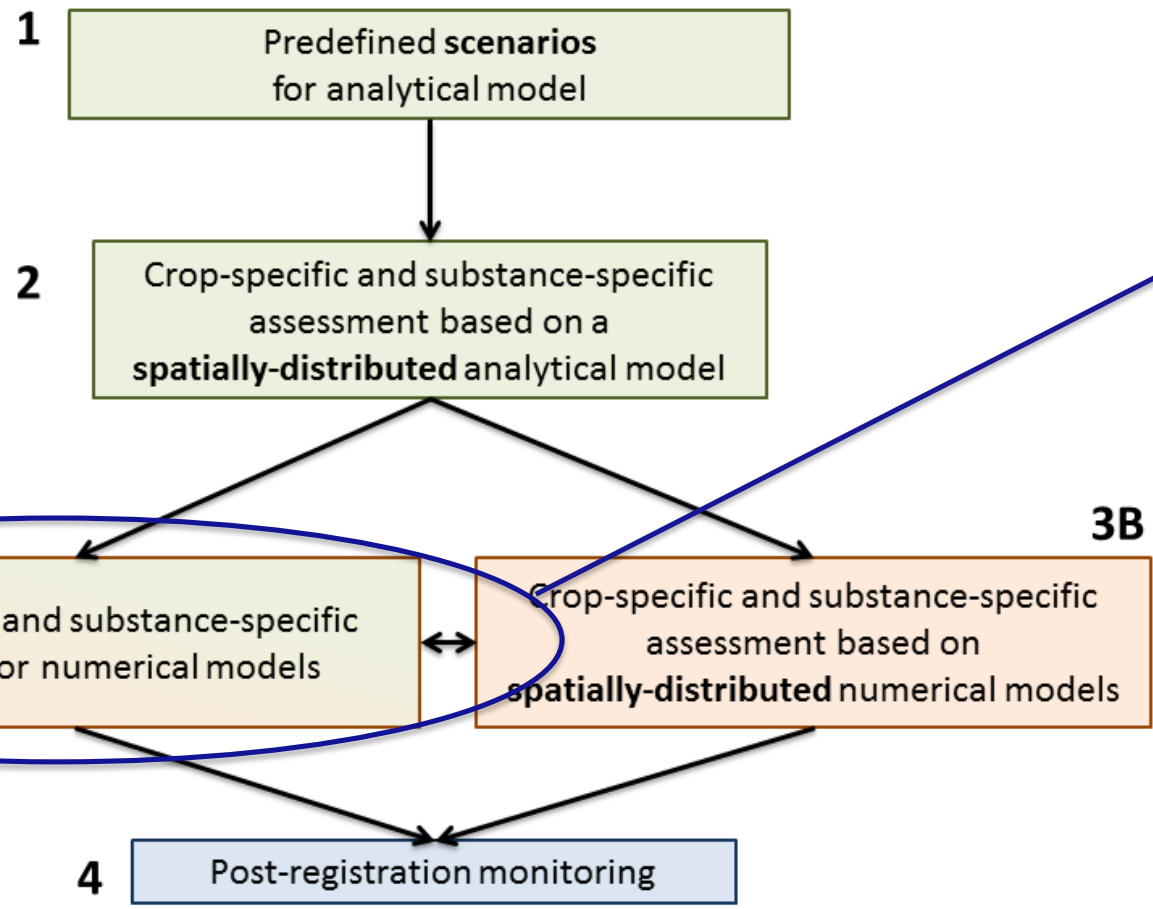 1
Predefined scenarios
for analytical model
2
Crop-specific and substance-specific
assessment based on a
spatially-distributed analytical model
3B
and substance-specific
or numerical models
Crop-specific and substance-specific
assessment based on
spatially-distributed numerical models
4
Post-registration monitoring